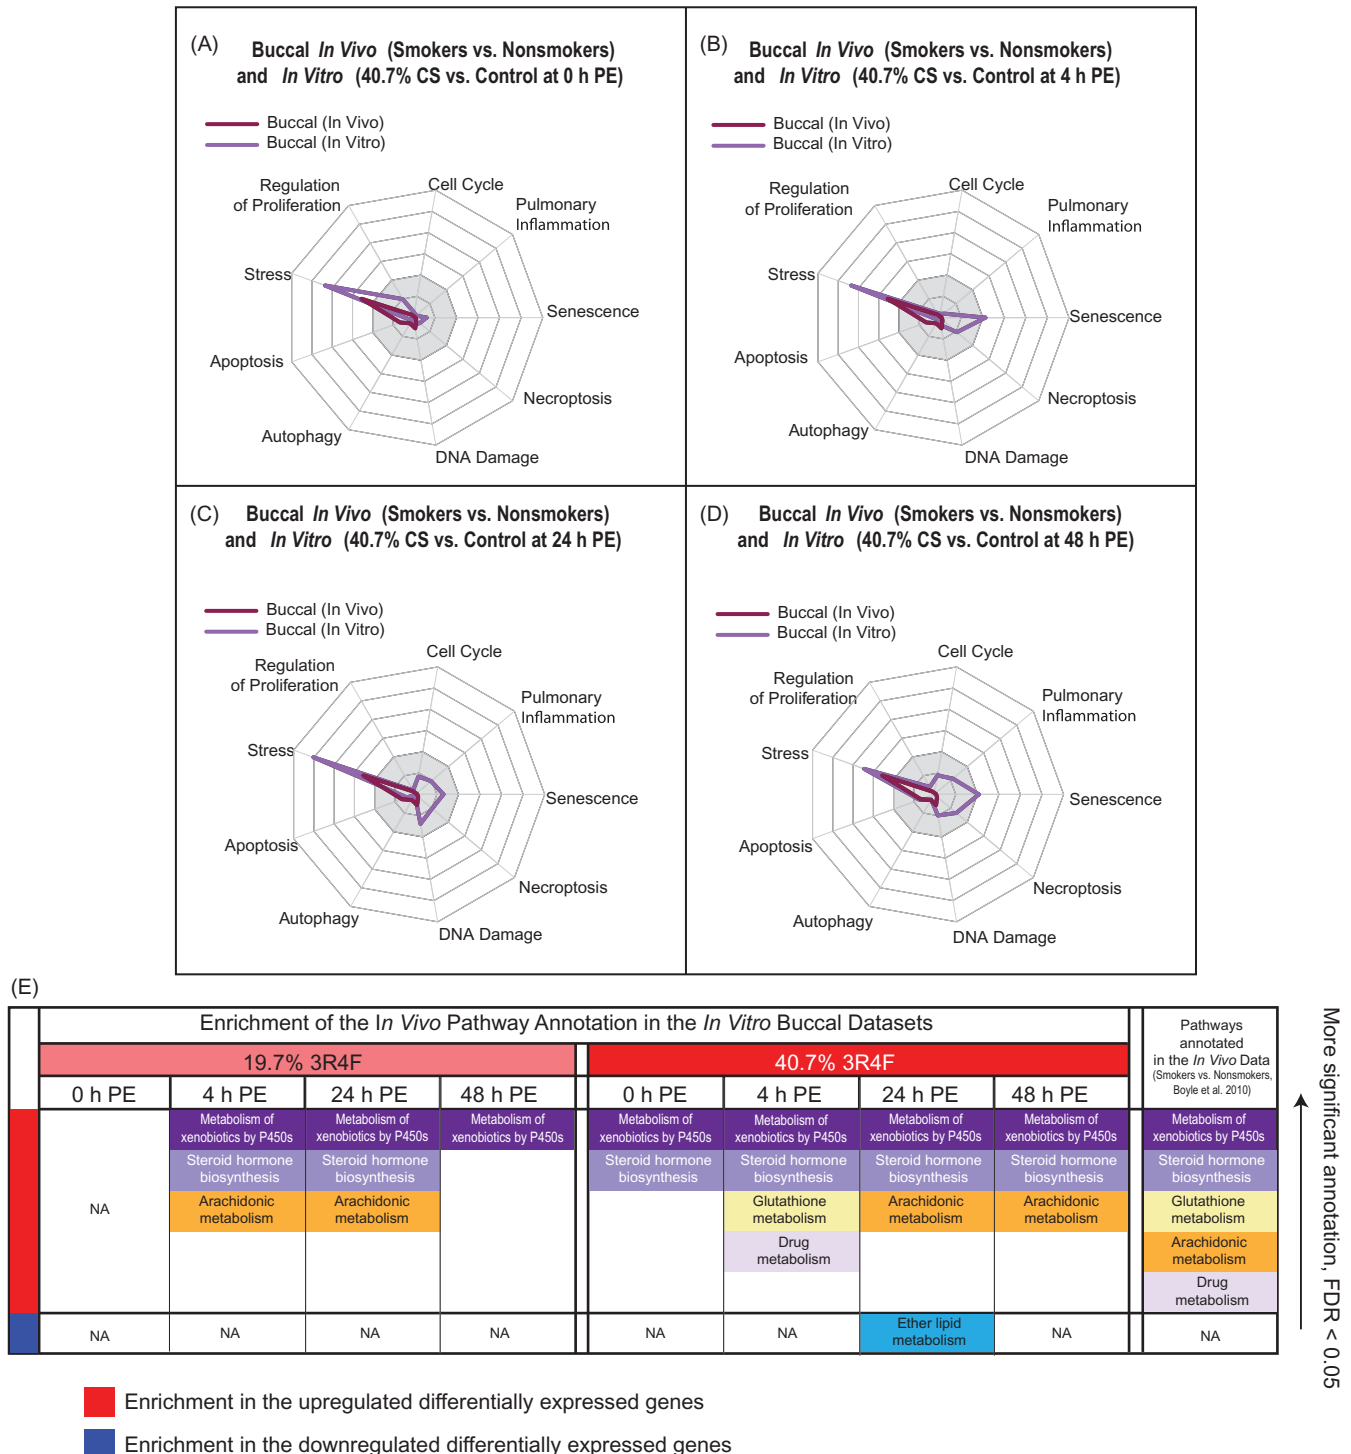 (A) Buccal In Vivo (Smokers vs. Nonsmokers)
and In Vitro (40.7% CS vs. Control at 0 h PE)
Buccal (In Vivo)
Buccal (In Vitro)
Cell Cycle
Regulation
of Proliferation
Pulmonary
Inflammation
Stress
Senescence
Apoptosis
Necroptosis
Autophagy
DNA Damage
(B) Buccal In Vivo (Smokers vs. Nonsmokers)
and In Vitro (40.7% CS vs. Control at 4 h PE)
Buccal (In Vivo)
Buccal (In Vitro)
Cell Cycle
Regulation
of Proliferation
Pulmonary
Inflammation
Stress
Senescence
Apoptosis
Necroptosis
Autophagy
DNA Damage
(C) Buccal In Vivo (Smokers vs. Nonsmokers)
and In Vitro (40.7% CS vs. Control at 24 h PE)
Buccal (In Vivo)
Buccal (In Vitro)
Cell Cycle
Regulation
of Proliferation
Pulmonary
Inflammation
Stress
Senescence
Apoptosis
Necroptosis
Autophagy
DNA Damage
(D) Buccal In Vivo (Smokers vs. Nonsmokers)
and In Vitro (40.7% CS vs. Control at 48 h PE)
Buccal (In Vivo)
Buccal (In Vitro)
Cell Cycle
Regulation
of Proliferation
Pulmonary
Inflammation
Stress
Senescence
Apoptosis
Necroptosis
Autophagy
DNA Damage
(E)
Enrichment of the In Vivo Pathway Annotation in the In Vitro Buccal Datasets
Pathways
annotated
in the In Vivo Data
(Smokers vs. Nonsmokers,
Boyle et al. 2010)
19.7% 3R4F
40.7% 3R4F
0 h PE
4 h PE
24 h PE
48 h PE
0 h PE
4 h PE
24 h PE
48 h PE
NA
Metabolism of
xenobiotics by P450s
Steroid hormone
biosynthesis
Arachidonic
metabolism
Metabolism of
xenobiotics by P450s
Steroid hormone
biosynthesis
Arachidonic
metabolism
Metabolism of
xenobiotics by P450s
Metabolism of
xenobiotics by P450s
Steroid hormone
biosynthesis
Metabolism of
xenobiotics by P450s
Steroid hormone
biosynthesis
Glutathione
metabolism
Drug
metabolism
Metabolism of
xenobiotics by P450s
Steroid hormone
biosynthesis
Arachidonic
metabolism
Metabolism of
xenobiotics by P450s
Steroid hormone
biosynthesis
Arachidonic
metabolism
Metabolism of
xenobiotics by P450s
Steroid hormone
biosynthesis
Glutathione
metabolism
Arachidonic
metabolism
Drug
metabolism
NA
NA
NA
NA
NA
NA
Ether lipid
metabolism
NA
NA
More significant annotation, FDR < 0.05
Enrichment in the upregulated differentially expressed genes
Enrichment in the downregulated differentially expressed genes